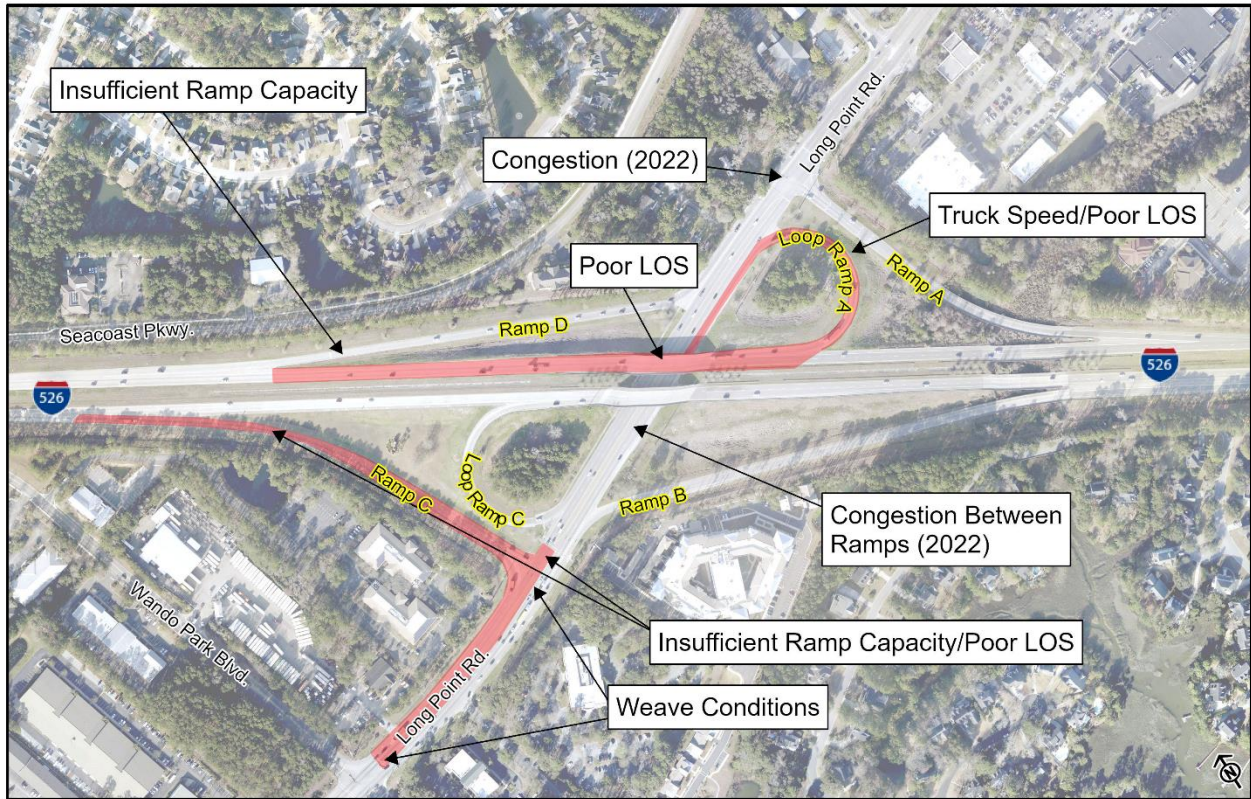 Insufficient Ramp Capacity
Long Point Rd.
Congestion (2022)
Truck Speed/Poor LOS
Loop Ramp A
Poor LOS
Ramp A
Seacoast Pkwy.
Ramp D
526
526
Loop Ramp C
Ramp C
Ramp B
Congestion Between
Ramps (2022)
Wando Park Blvd.
Insufficient Ramp Capacity/Poor LOS
Long Point Rd.
Weave Conditions
N